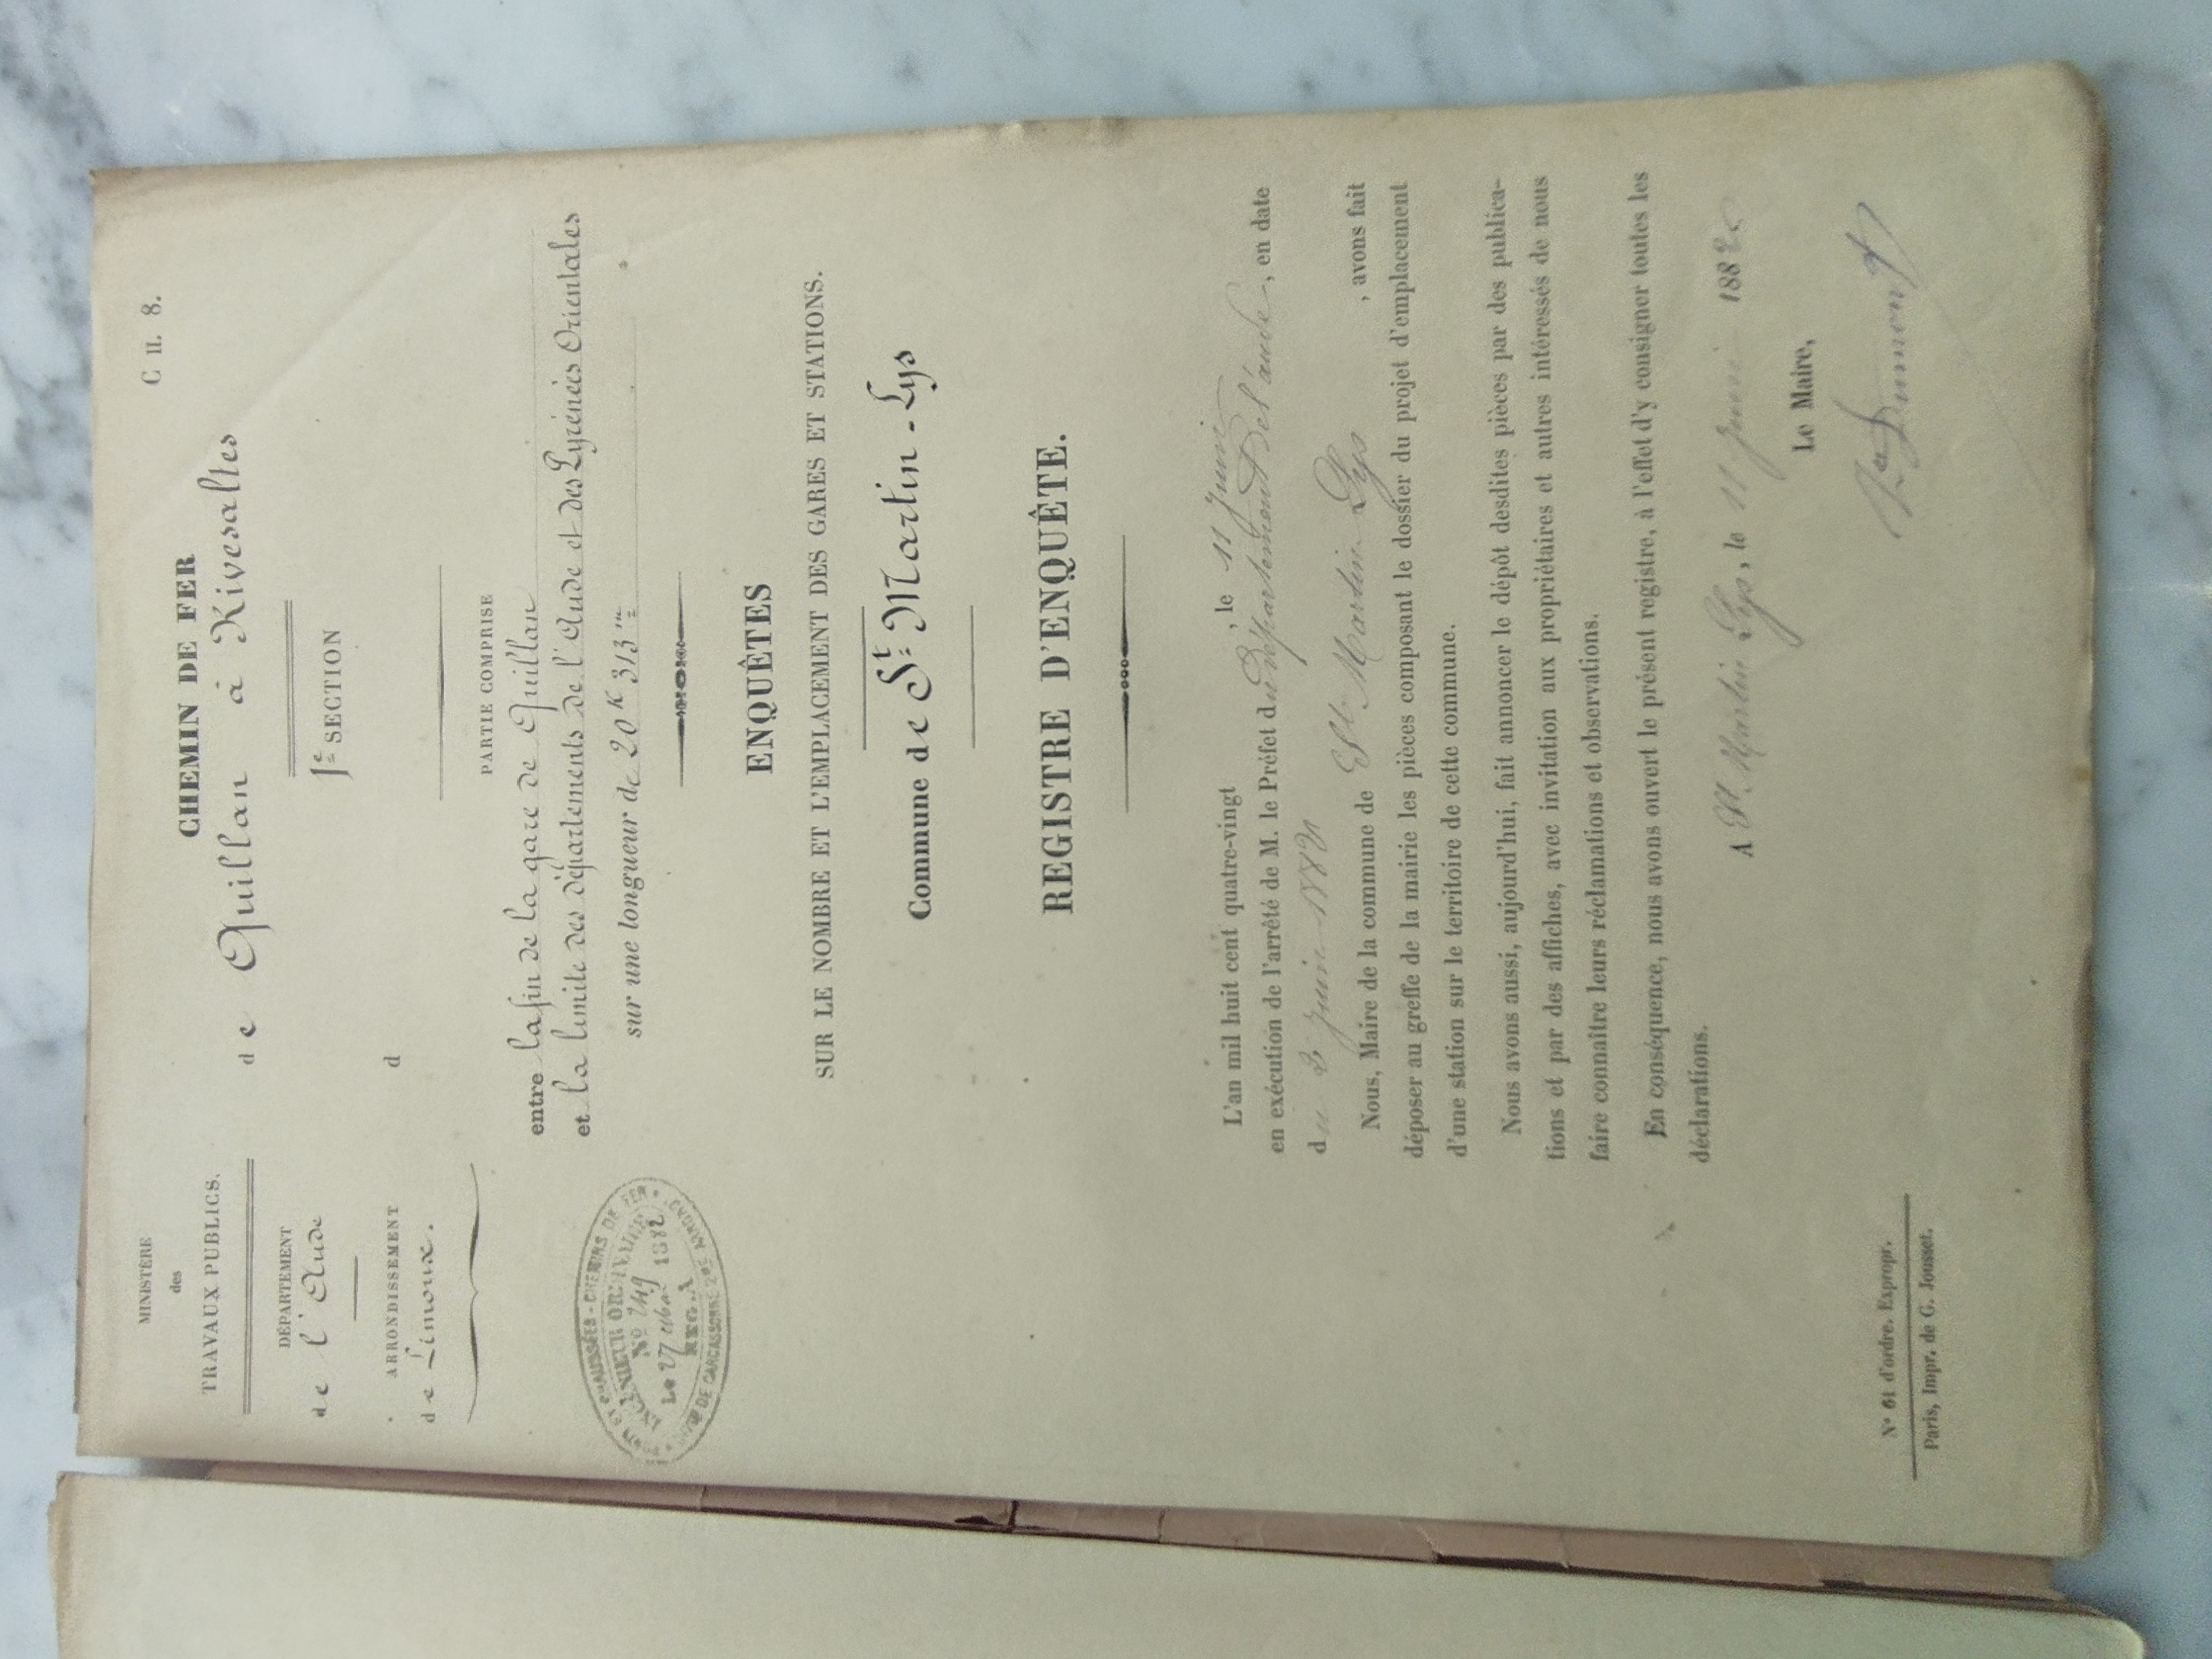 MINISTÈRE
des
TRAVAUX PUBLICS.
DÉPARTEMENT
de l'Aude
ARRONDISSEMENT
de Limoux.
C H. 8.
CHEMIN DE FER
de Quillan à Rivesaltes
1e SECTION
d
PARTIE COMPRISE
entre la fin de la gare de Quillan
et la limite des départements de l'Aude et des Pyrénées Orientales
sur une longueur de 20K 313m
PONTS ET CHAUSSÉES - CHEMINS DE FER
INGÉNIEUR ORDINAIRE
No 249
Le 27 Mai 1882
REG. A
DE CARCASSONNE 2ME ARROND
ENQUÊTES
SUR LE NOMBRE ET L'EMPLACEMENT DES GARES ET STATIONS.
Commune de St Martin-Lys
REGISTRE D'ENQUÊTE.
L'an mil huit cent quatre-vingt , le 11 Juin
en exécution de l'arrêté de M. le Préfet du département de l'aude, en date
du Juin 1882
Nous, Maire de la commune de St Martin Lys , avons fait
déposer au greffe de la mairie les pièces composant le dossier du projet d'emplacement
d'une station sur le territoire de cette commune.
Nous avons aussi, aujourd'hui, fait annoncer le dépôt desdites pièces par des publica-
tions et par des affiches, avec invitation aux propriétaires et autres intéressés de nous
faire connaître leurs réclamations et observations.
En conséquence, nous avons ouvert le présent registre, à l'effet d'y consigner toutes les
déclarations.
A St Martin Lys, le 11 Juin 1882
Le Maire,
Dumont
No 61 d'ordre. Expropr.
Paris, Impr. de G. Jousset.